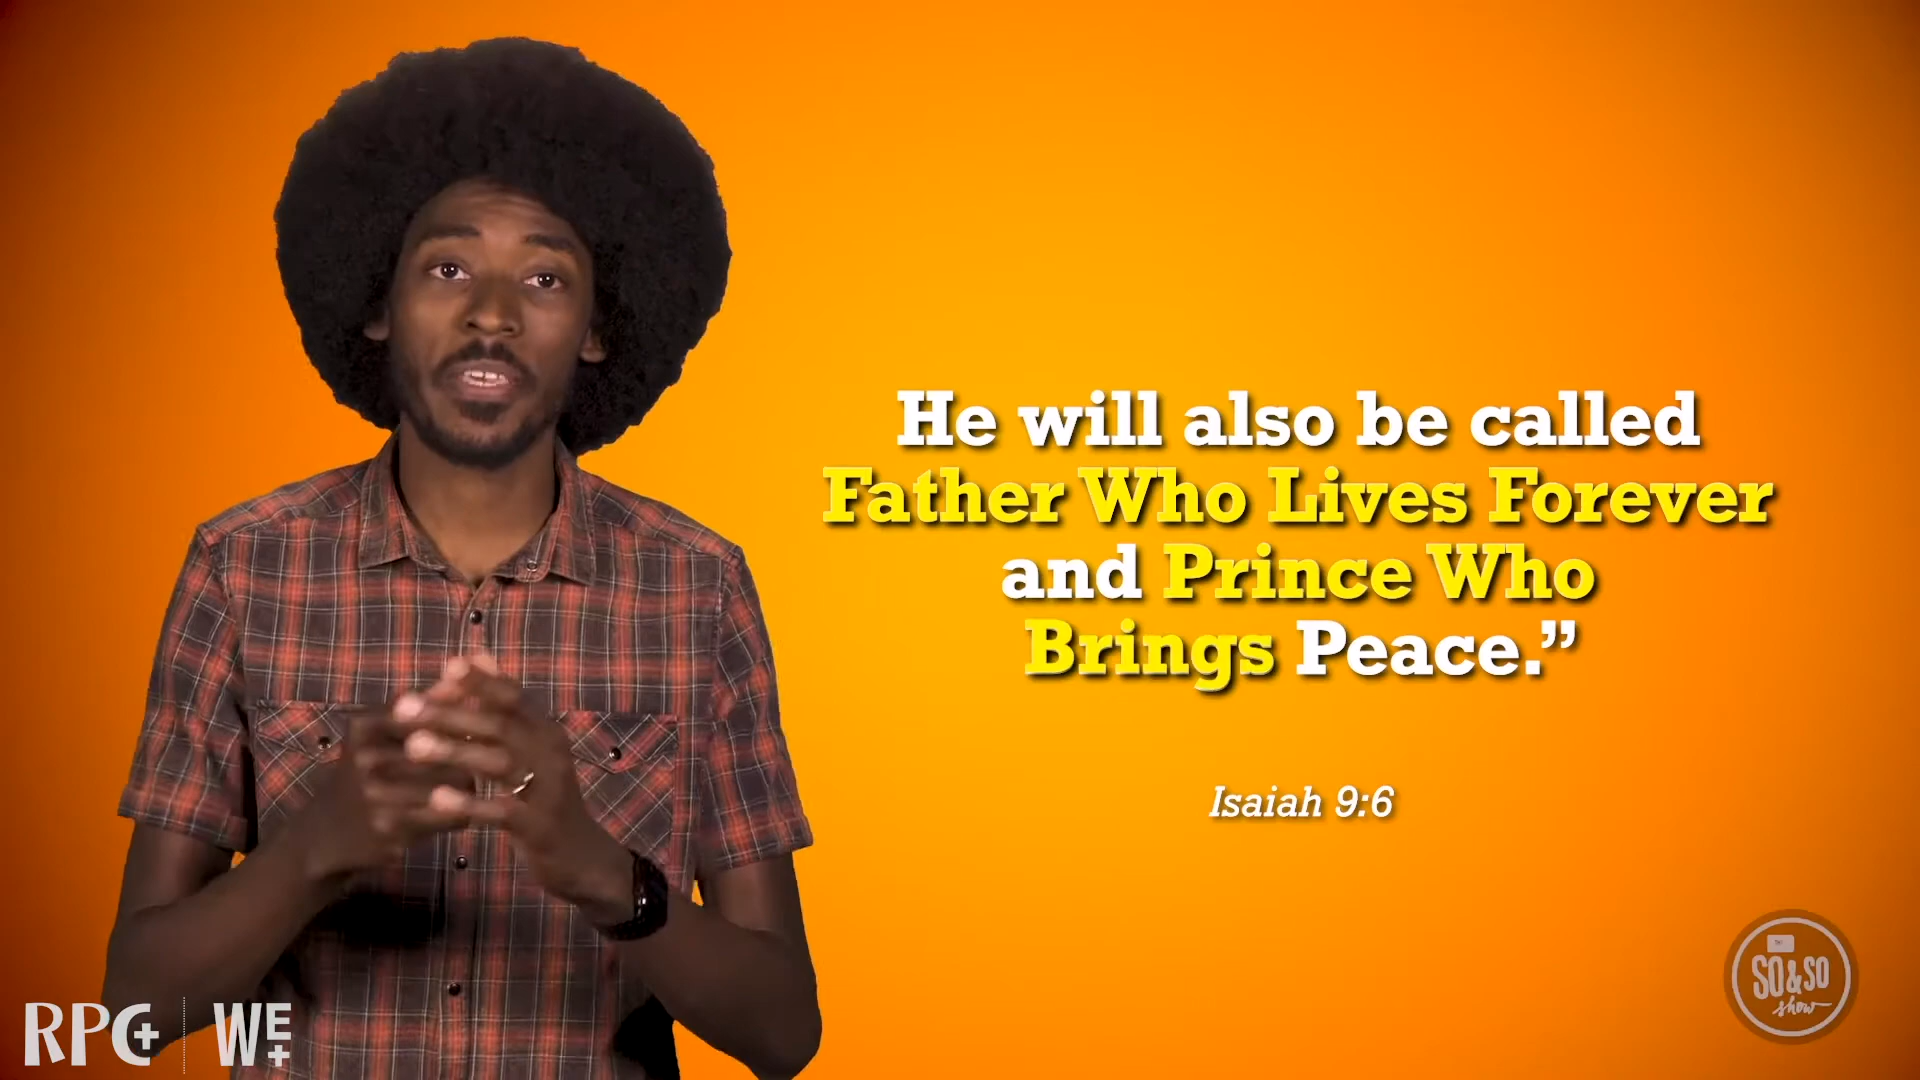 He will also be called
Father Who Lives Forever
and Prince Who
Brings Peace.”
Isaiah 9:6
SO&SO
show
RPC+
WE+